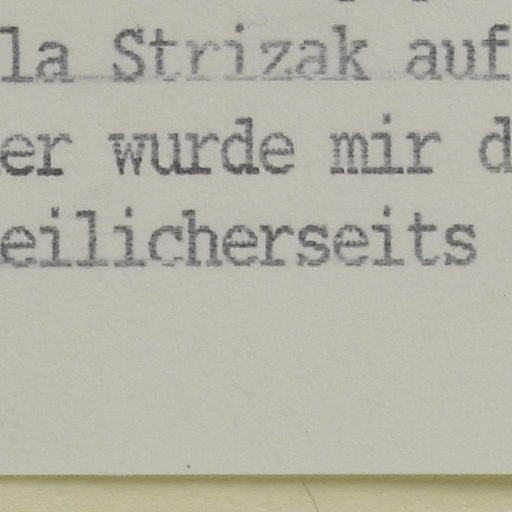 la Strizak auf
er wurde mir d
eilicherseits